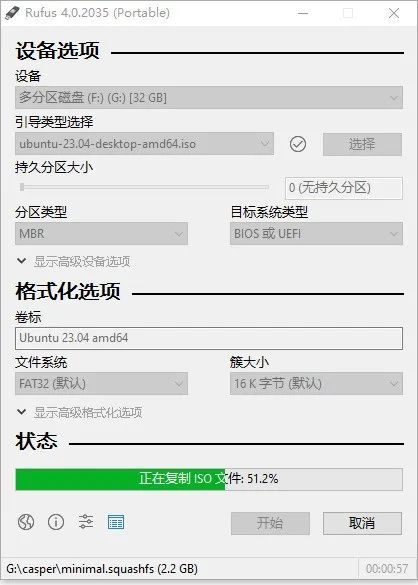 Rufus 4.0.2035 (Portable)
设备选项
设备
多分区磁盘 (F:) (G:) [32 GB]
引导类型选择
ubuntu-23.04-desktop-amd64.iso
选择
持久分区大小
0 (无持久分区)
分区类型 目标系统类型
MBR BIOS 或 UEFI
显示高级设备选项
格式化选项
卷标
Ubuntu 23.04 amd64
文件系统 簇大小
FAT32 (默认) 16 K 字节 (默认)
显示高级格式化选项
状态
正在复制 ISO 文件: 51.2%
开始 取消
G:\casper\minimal.squashfs (2.2 GB) 00:00:57